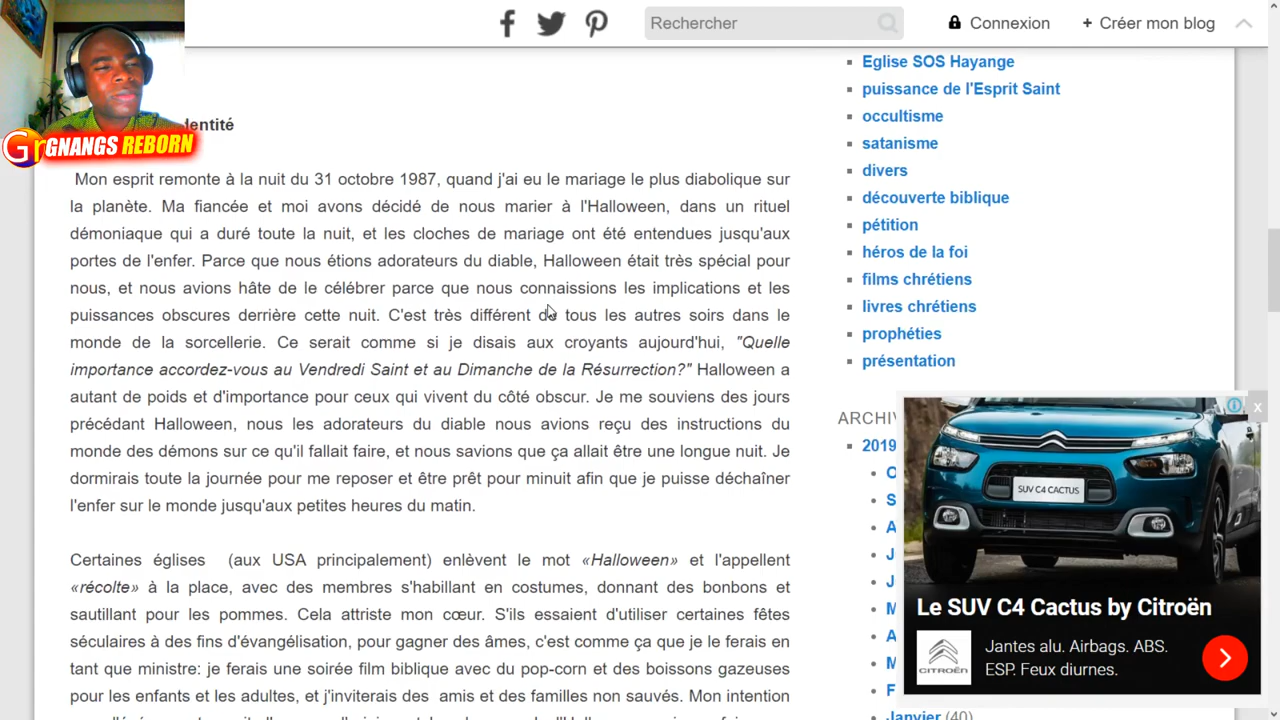 Rechercher
Connexion
+ Créer mon blog
GNANGS REBORN
dentité
Mon esprit remonte à la nuit du 31 octobre 1987, quand j'ai eu le mariage le plus diabolique sur
la planète. Ma fiancée et moi avons décidé de nous marier à l'Halloween, dans un rituel
démoniaque qui a duré toute la nuit, et les cloches de mariage ont été entendues jusqu'aux
portes de l'enfer. Parce que nous étions adorateurs du diable, Halloween était très spécial pour
nous, et nous avions hâte de le célébrer parce que nous connaissions les implications et les
puissances obscures derrière cette nuit. C'est très différent de tous les autres soirs dans le
monde de la sorcellerie. Ce serait comme si je disais aux croyants aujourd'hui, "Quelle
importance accordez-vous au Vendredi Saint et au Dimanche de la Résurrection?" Halloween a
autant de poids et d'importance pour ceux qui vivent du côté obscur. Je me souviens des jours
précédant Halloween, nous les adorateurs du diable nous avions reçu des instructions du
monde des démons sur ce qu'il fallait faire, et nous savions que ça allait être une longue nuit. Je
dormirais toute la journée pour me reposer et être prêt pour minuit afin que je puisse déchaîner
l'enfer sur le monde jusqu'aux petites heures du matin.
Certaines églises (aux USA principalement) enlèvent le mot «Halloween» et l'appellent
«récolte» à la place, avec des membres s'habillant en costumes, donnant des bonbons et
sautillant pour les pommes. Cela attriste mon cœur. S'ils essaient d'utiliser certaines fêtes
séculaires à des fins d'évangélisation, pour gagner des âmes, c'est comme ça que je le ferais en
tant que ministre: je ferais une soirée film biblique avec du pop-corn et des boissons gazeuses
pour les enfants et les adultes, et j'inviterais des amis et des familles non sauvés. Mon intention
Eglise SOS Hayange
puissance de l'Esprit Saint
occultisme
satanisme
divers
découverte biblique
pétition
héros de la foi
films chrétiens
livres chrétiens
prophéties
présentation
ARCHIV
2019
O
S
A
J
J
M
A
M
F
Janvier (40)
SUV C4 CACTUS
Le SUV C4 Cactus by Citroën
CITROËN
Jantes alu. Airbags. ABS.
ESP. Feux diurnes.